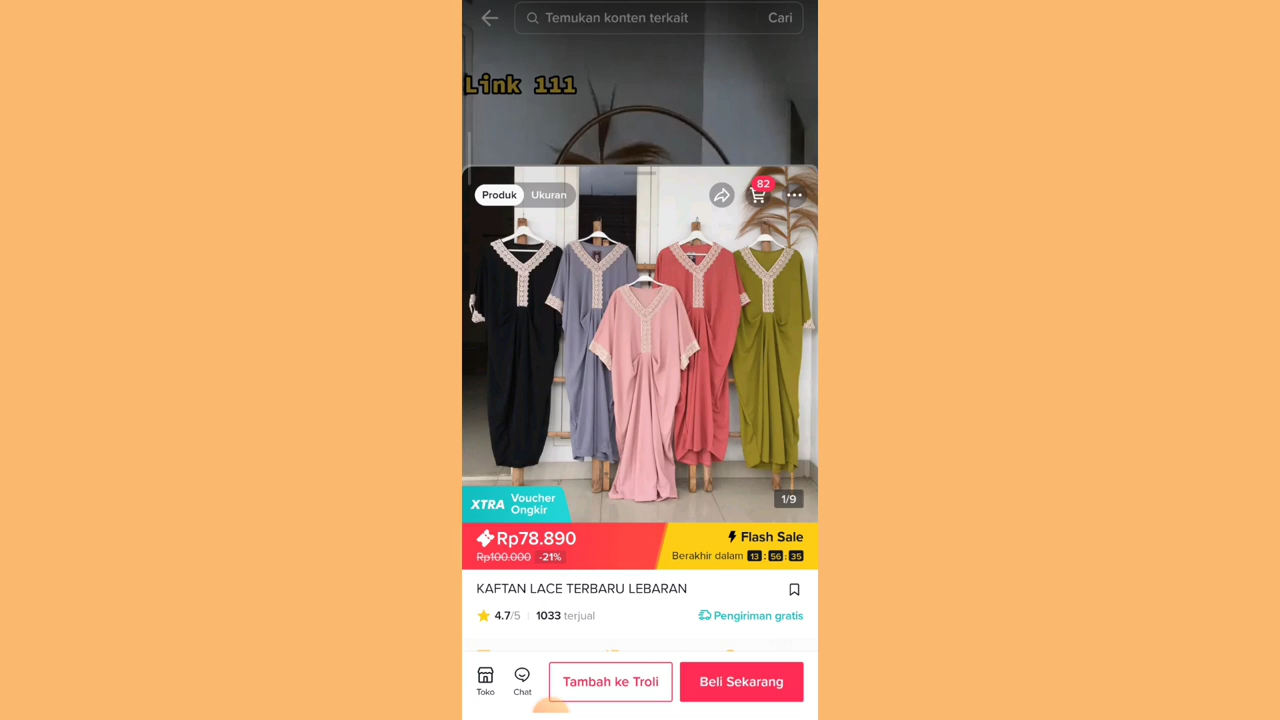 Temukan konten terkait
Cari
Link 111
Produk
Ukuran
82
1/9
XTRA
Voucher
Ongkir
Rp78.890
Flash Sale
Rp100.000 -21%
Berakhir dalam 13 : 56 : 35
KAFTAN LACE TERBARU LEBARAN
4.7/5
1033 terjual
Pengiriman gratis
Toko
Chat
Tambah ke Troli
Beli Sekarang